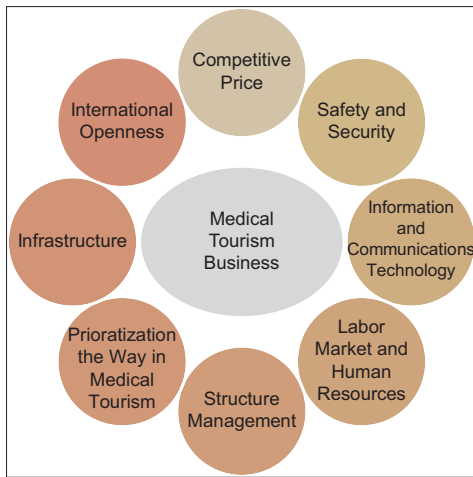 Competitive
Price
Safety and
Security
Information
and
Communications
Technology
Labor
Market and
Human
Resources
Structure
Management
Prioratization
the Way in
Medical
Tourism
Infrastructure
International
Openness
Medical
Tourism
Business